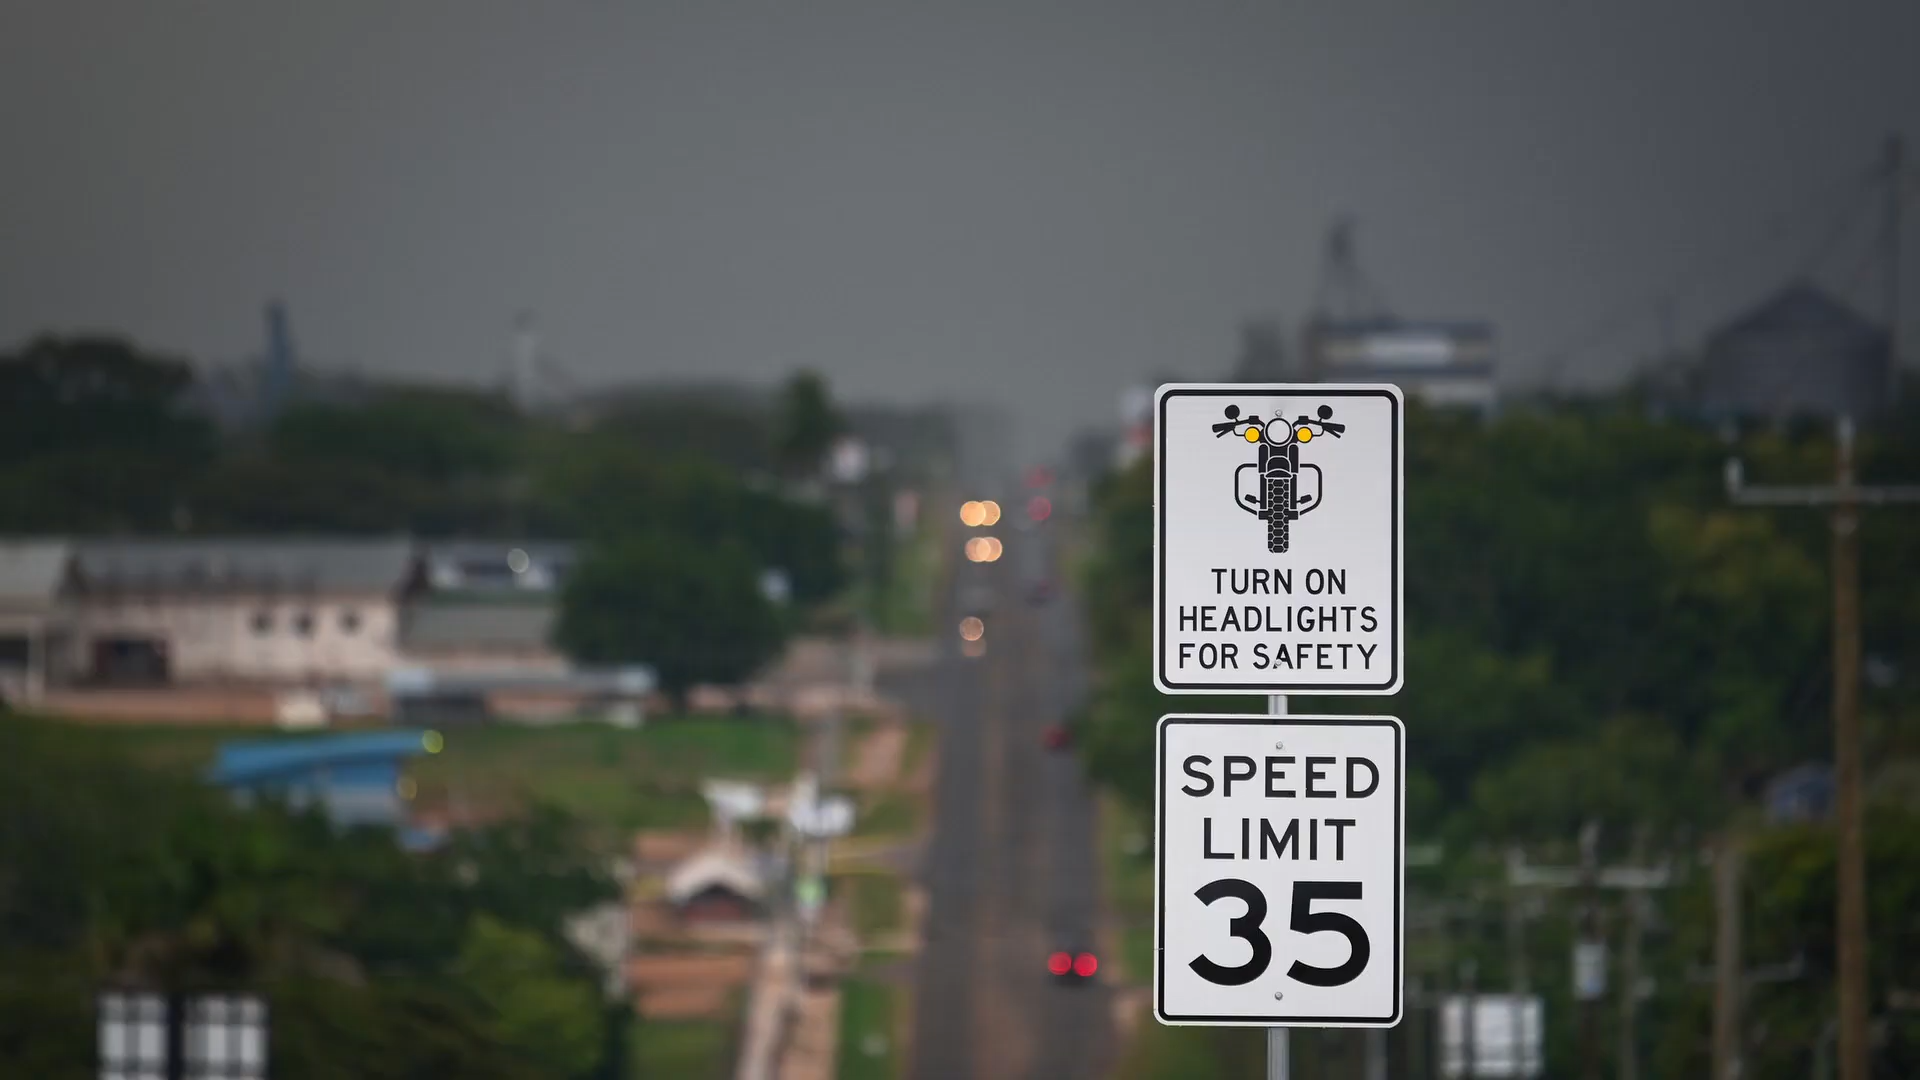 TURN ON
HEADLIGHTS
FOR SAFETY
SPEED
LIMIT
35